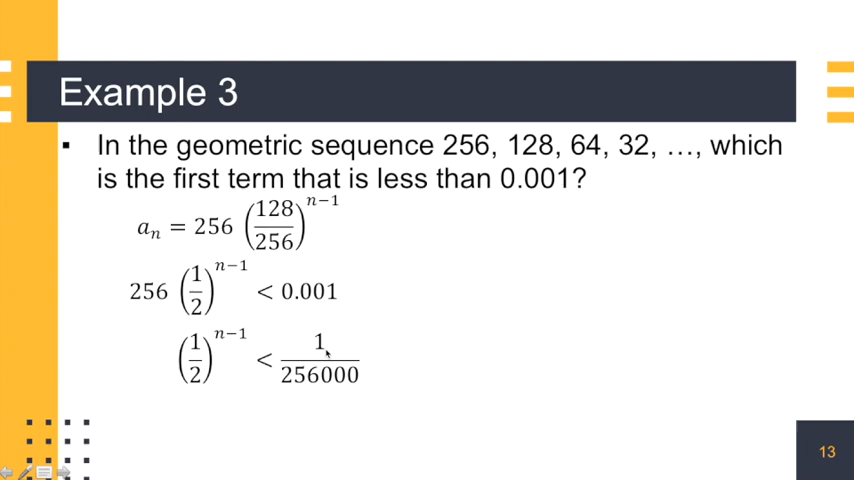 Example 3
▪ In the geometric sequence 256, 128, 64, 32, …, which
is the first term that is less than 0.001?
aₙ = 256 (128/256)ⁿ⁻¹
256 (1/2)ⁿ⁻¹ < 0.001
(1/2)ⁿ⁻¹ < 1/256000
13